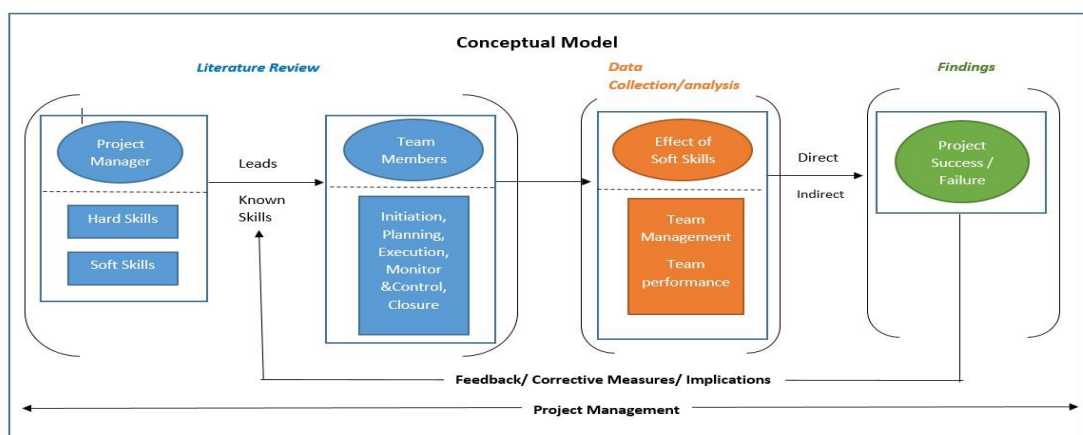 Conceptual Model
Literature Review
Data
Collection/analysis
Findings
Project
Manager
Hard Skills
Soft Skills
Leads
Known
Skills
Team
Members
Initiation,
Planning,
Execution,
Monitor
&Control,
Closure
Effect of
Soft Skills
Team
Management
Team
performance
Direct
Indirect
Project
Success /
Failure
Feedback/ Corrective Measures/ Implications
Project Management